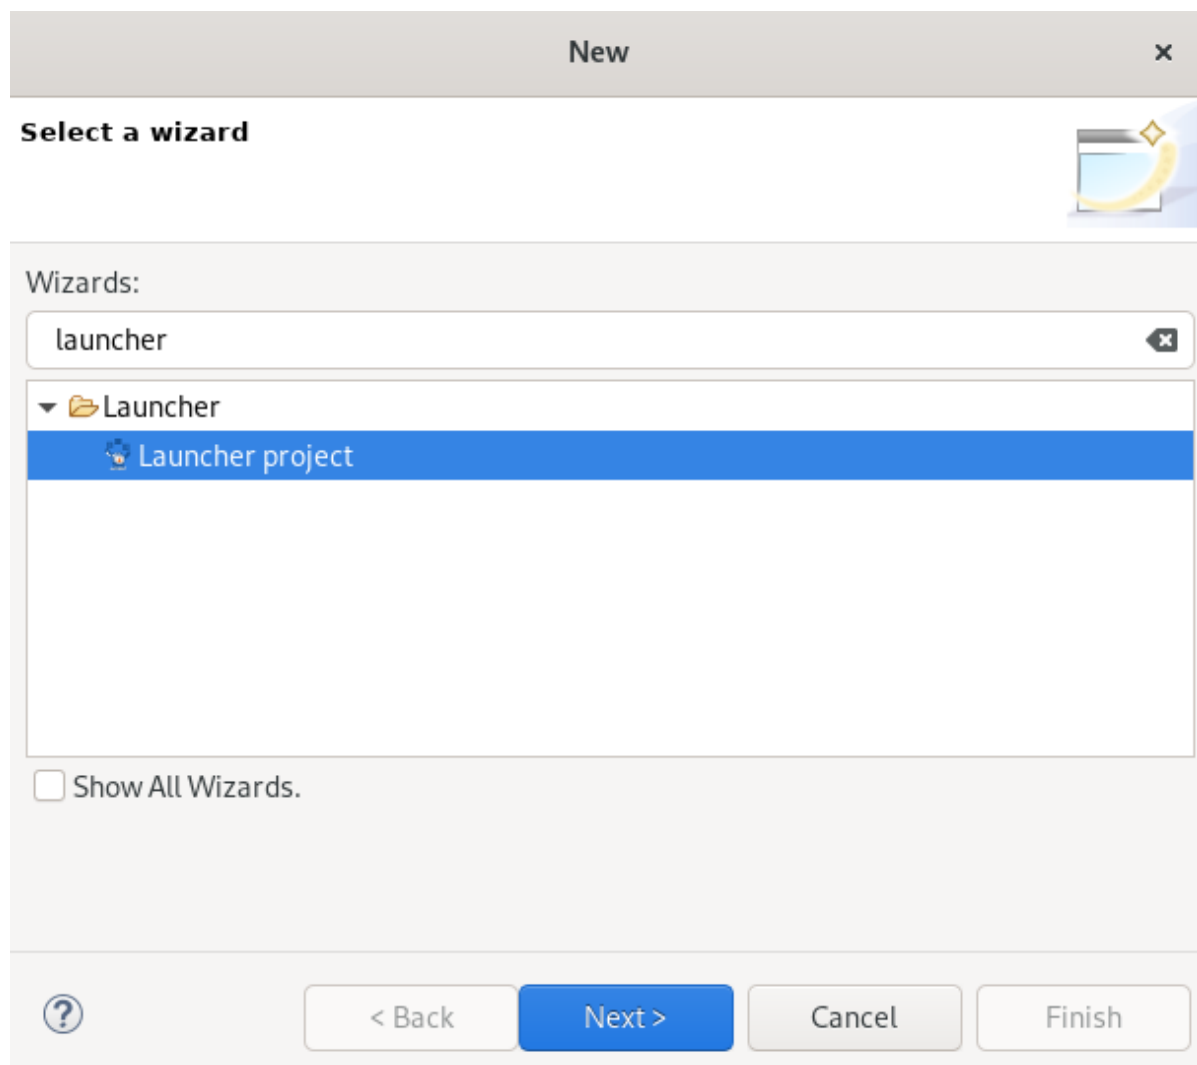 New
Select a wizard
Wizards:
launcher
Launcher
Launcher project
Show All Wizards.
< Back Next > Cancel Finish